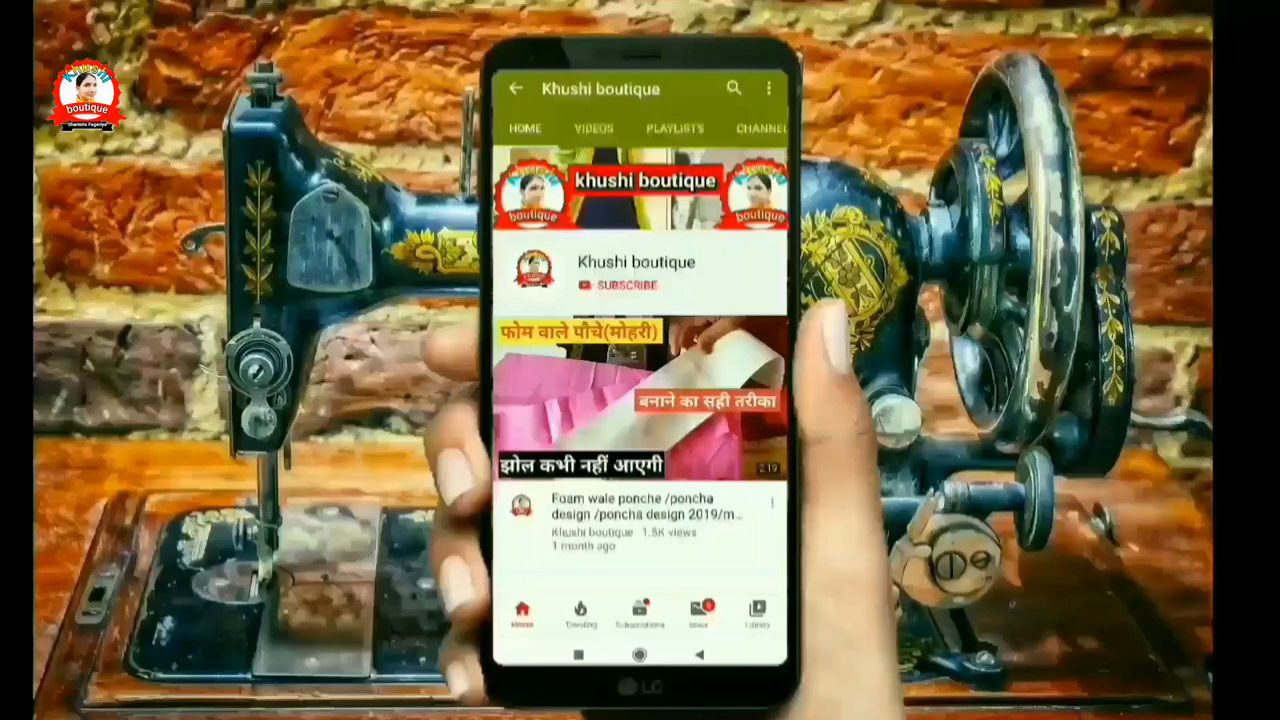 Khushi
boutique
Khushi boutique
HOME VIDEOS PLAYLISTS CHANNEL
khushi boutique
boutique
boutique
Khushi boutique
SUBSCRIBE
फोम वाले पौचे(मोहरी)
बनाने का सही तरीका
झोल कभी नहीं आएगी
2:19
Foam wale ponche /poncha
design /poncha design 2019/m...
Khushi boutique 1.5K views
1 month ago
Home Trending Subscriptions Inbox Library
LG